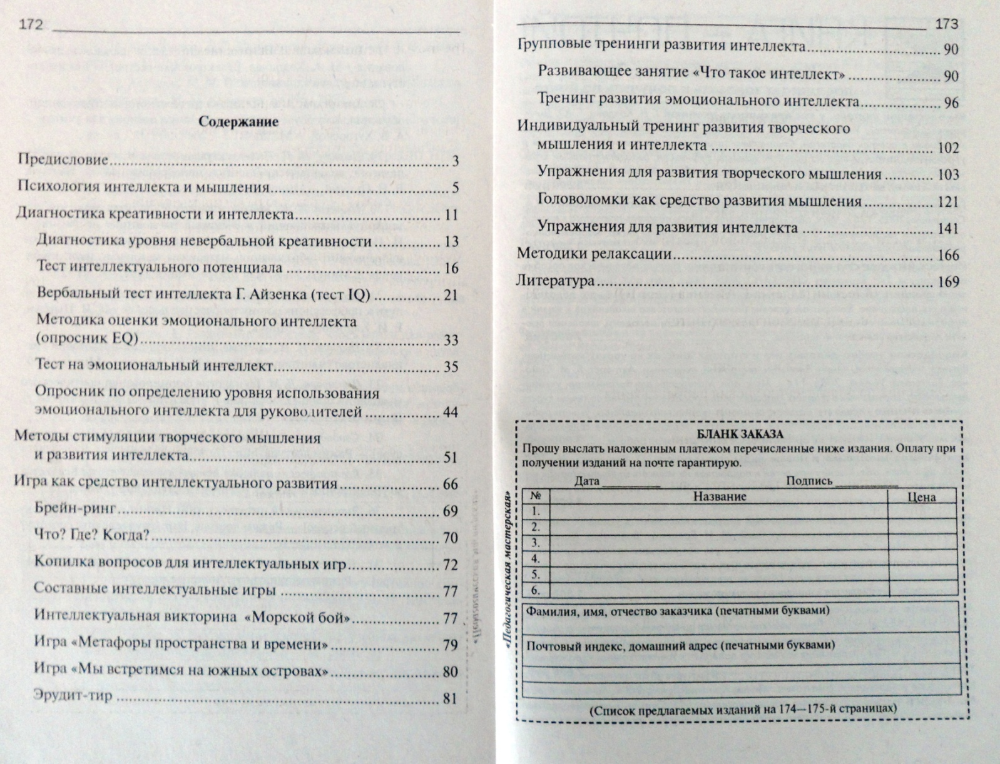 172
Содержание
Предисловие........ 3
Психология интеллекта и мышления........ 5
Диагностика креативности и интеллекта........ 11
Диагностика уровня невербальной креативности........ 13
Тест интеллектуального потенциала ........ 16
Вербальный тест интеллекта Г. Айзенка (тест IQ) ........ 21
Методика оценки эмоционального интеллекта
(опросник EQ)........ 33
Тест на эмоциональный интеллект........ 35
Опросник по определению уровня использования
эмоционального интеллекта для руководителей ........ 44
Методы стимуляции творческого мышления
и развития интеллекта........ 51
Игра как средство интеллектуального развития ........ 66
Брейн-ринг........ 69
Что? Где? Когда?........ 70
Копилка вопросов для интеллектуальных игр........ 72
Составные интеллектуальные игры ........ 77
Интеллектуальная викторина «Морской бой»........ 77
Игра «Метафоры пространства и времени»........ 79
Игра «Мы встретимся на южных островах»........ 80
Эрудит-тир ........ 81
173
Групповые тренинги развития интеллекта........ 90
Развивающее занятие «Что такое интеллект» ........ 90
Тренинг развития эмоционального интеллекта........ 96
Индивидуальный тренинг развития творческого
мышления и интеллекта ........ 102
Упражнения для развития творческого мышления ........ 103
Головоломки как средство развития мышления ........ 121
Упражнения для развития интеллекта ........ 141
Методики релаксации........ 166
Литература........ 169
«Педагогическая мастерская»
БЛАНК ЗАКАЗА
Прошу выслать наложенным платежом перечисленные ниже издания. Оплату при
получении изданий на почте гарантирую.
Дата ________ Подпись ________
№ Название Цена
1.
2.
3.
4.
5.
6.
Фамилия, имя, отчество заказчика (печатными буквами)
Почтовый индекс, домашний адрес (печатными буквами)
(Список предлагаемых изданий на 174—175-й страницах)